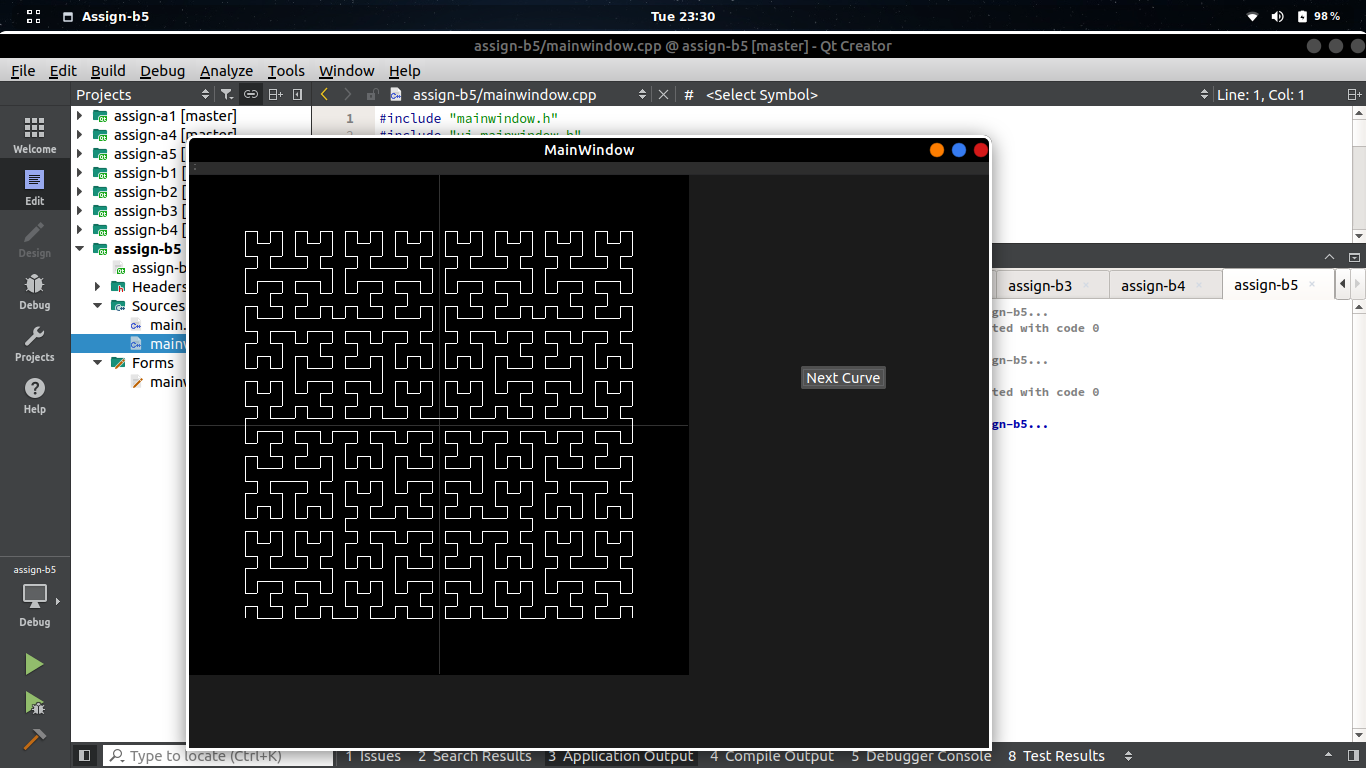 Assign-b5
Tue 23:30
98 %
assign-b5/mainwindow.cpp @ assign-b5 [master] - Qt Creator
File Edit Build Debug Analyze Tools Window Help
Projects
assign-b5/mainwindow.cpp
# <Select Symbol>
Line: 1, Col: 1
Welcome
Edit
Design
Debug
Projects
Help
assign-b5
Debug
assign-a1 [master]
assign-a4 [master]
assign-a5 [
assign-b1 [
assign-b2 [
assign-b3 [
assign-b4 [
assign-b5
assign-b
Headers
Sources
main.
mainw
Forms
mainw
1 #include "mainwindow.h"
2 #include "ui_mainwindow.h"
MainWindow
Next Curve
assign-b3
assign-b4
assign-b5
gn-b5...
ted with code 0
gn-b5...
ted with code 0
gn-b5...
Type to locate (Ctrl+K)
1 Issues
2 Search Results
3 Application Output
4 Compile Output
5 Debugger Console
8 Test Results